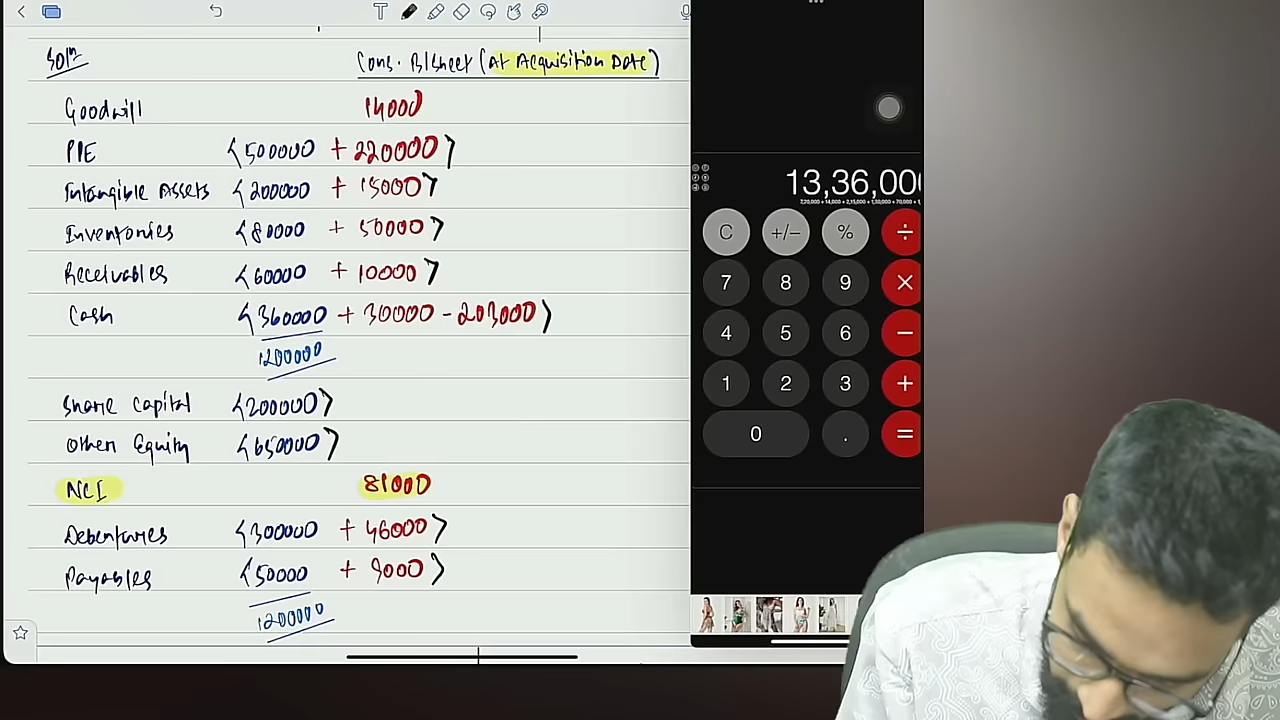 Soln Cons. B/Sheet (At Acquisition Date)
Goodwill 14000
PPE <500000 + 220000>
Intangible Assets <200000 + 15000>
Inventories <80000 + 50000>
Receivables <60000 + 10000>
Cash <360000 + 30000 - 203000>
1200000
Share Capital <200000>
Other Equity <650000>
NCI 81000
Debentures <300000 + 46000>
Payables <50000 + 9000>
1200000
13,36,000
C +/− % ÷
7 8 9 ×
4 5 6 −
1 2 3 +
0 . =